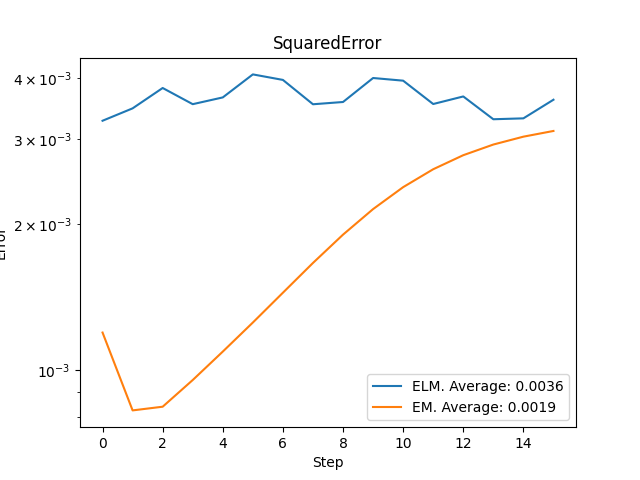 SquaredError
4 × 10⁻³
3 × 10⁻³
2 × 10⁻³
10⁻³
Error
0 2 4 6 8 10 12 14
Step
ELM. Average: 0.0036
EM. Average: 0.0019